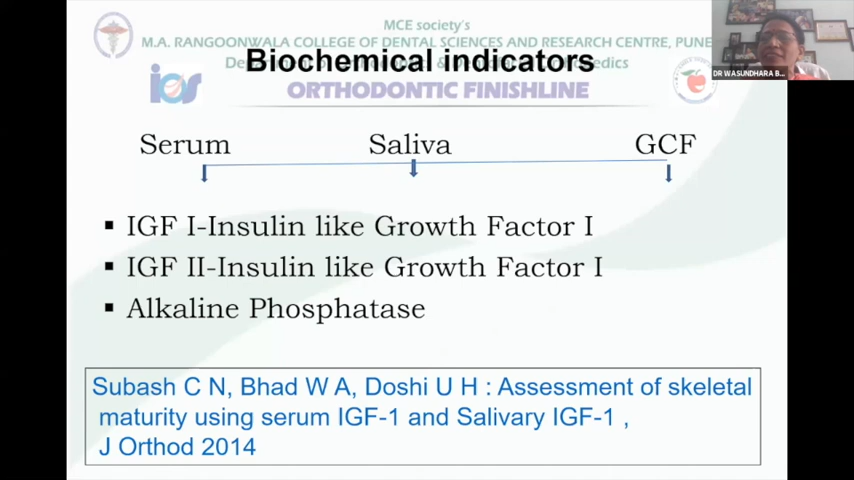 MCE society's
M.A. RANGOONWALA COLLEGE OF DENTAL SCIENCES AND RESEARCH CENTRE, PUNE
Biochemical indicators
ios
ORTHODONTIC FINISHLINE
DR WASUNDHARA B...
Serum Saliva GCF
▪ IGF I-Insulin like Growth Factor I
▪ IGF II-Insulin like Growth Factor I
▪ Alkaline Phosphatase
Subash C N, Bhad W A, Doshi U H : Assessment of skeletal
maturity using serum IGF-1 and Salivary IGF-1 ,
J Orthod 2014